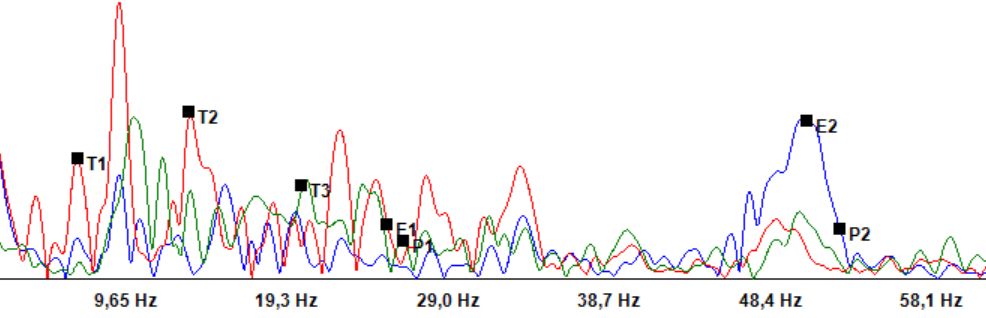 T2
E2
T1
T3
E1
P1
P2
9,65 Hz 19,3 Hz 29,0 Hz 38,7 Hz 48,4 Hz 58,1 Hz